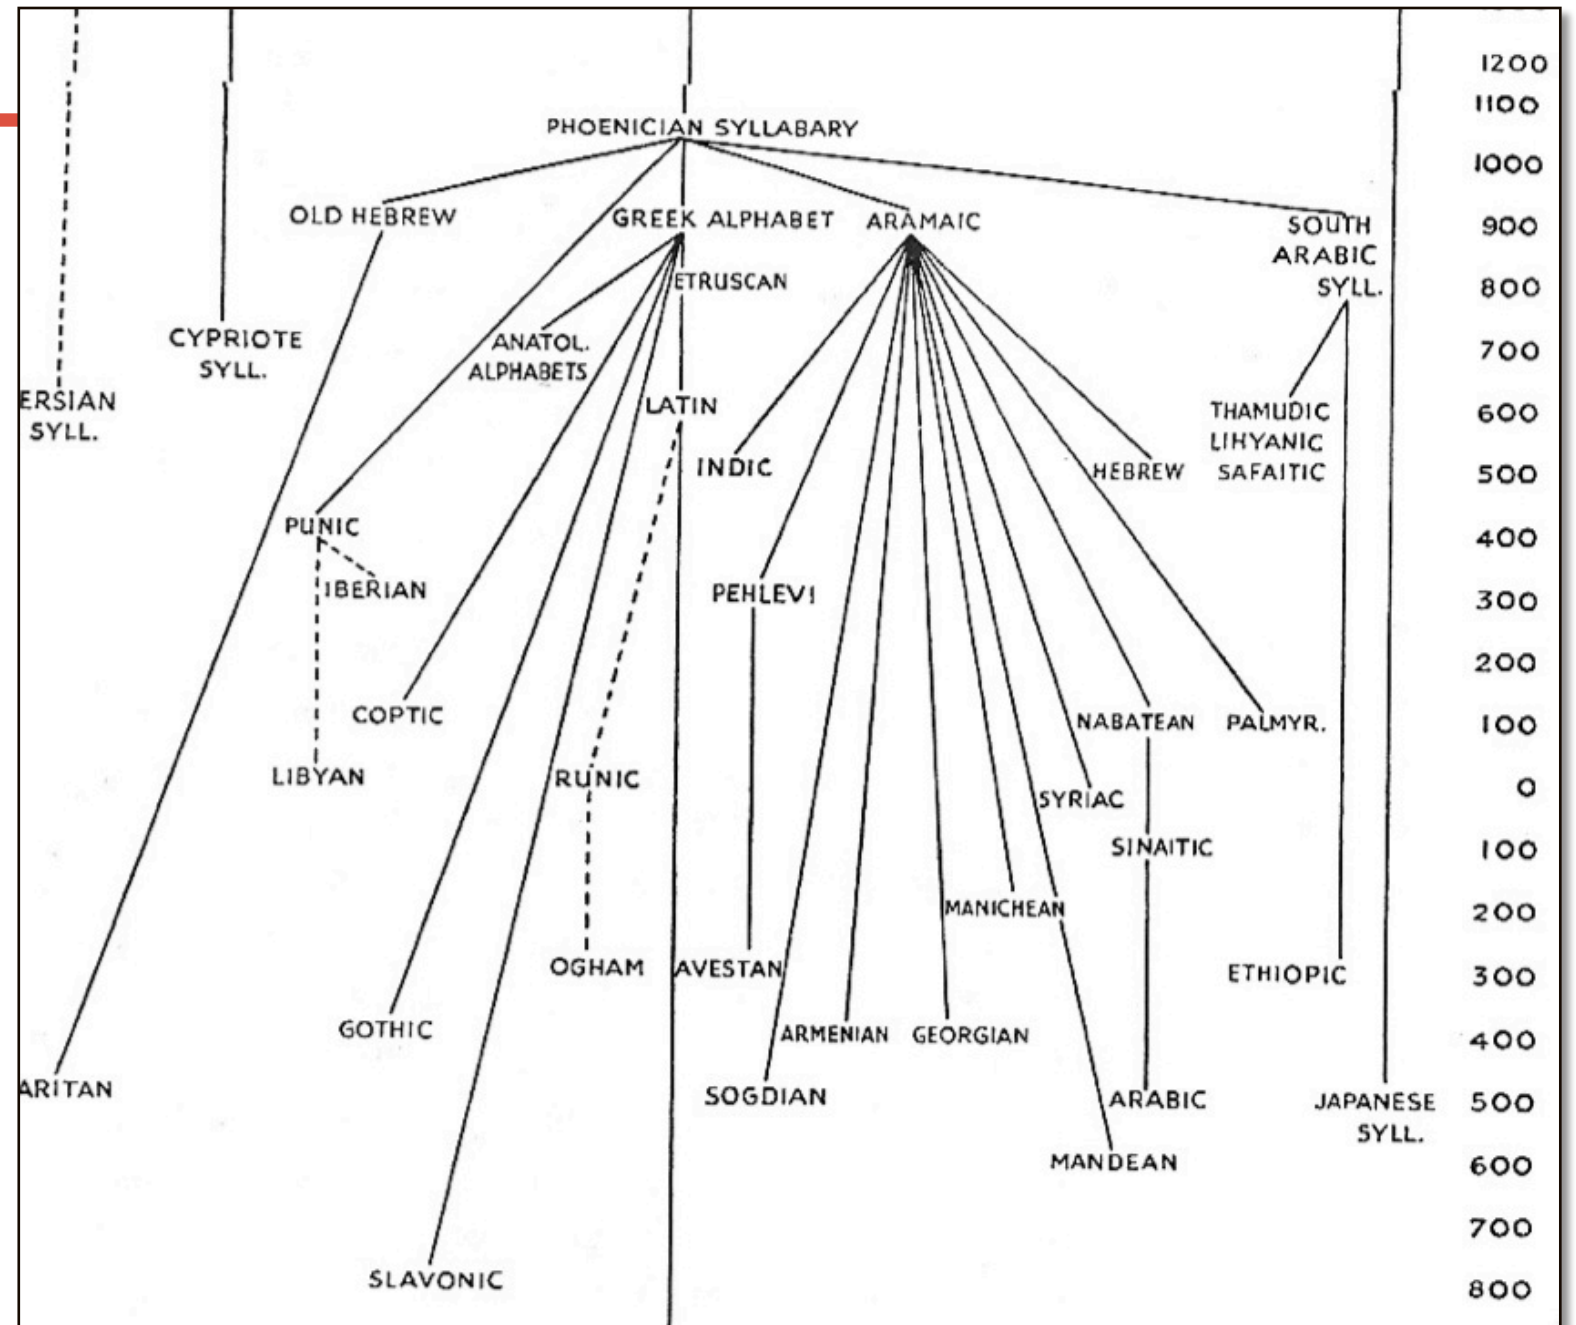 1200
1100
PHOENICIAN SYLLABARY
1000
OLD HEBREW
GREEK ALPHABET
ARAMAIC
SOUTH
ARABIC
SYLL.
900
ETRUSCAN
800
CYPRIOTE
SYLL.
ANATOL.
ALPHABETS
700
ERSIAN
SYLL.
LATIN
THAMUDIC
LIHYANIC
SAFAITIC
600
INDIC
HEBREW
500
PUNIC
400
IBERIAN
PEHLEVI
300
200
COPTIC
NABATEAN
PALMYR.
100
LIBYAN
RUNIC
SYRIAC
0
SINAITIC
100
MANICHEAN
200
OGHAM
AVESTAN
ETHIOPIC
300
GOTHIC
ARMENIAN
GEORGIAN
400
ARITAN
SOGDIAN
ARABIC
JAPANESE
SYLL.
500
MANDEAN
600
700
SLAVONIC
800